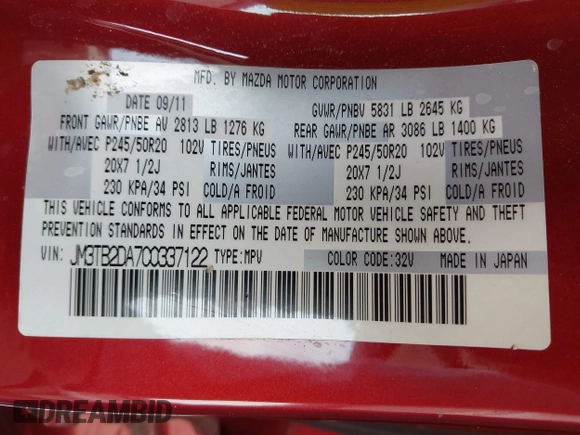 MFD. BY MAZDA MOTOR CORPORATION
DATE 09/11 GVWR/PNBV 5831 LB 2645 KG
FRONT GAWR/PNBE AV 2813 LB 1276 KG REAR GAWR/PNBE AR 3086 LB 1400 KG
WITH/AVEC P245/50R20 102V TIRES/PNEUS WITH/AVEC P245/50R20 102V TIRES/PNEUS
20X7 1/2J RIMS/JANTES 20X7 1/2J RIMS/JANTES
230 KPA/34 PSI COLD/A FROID 230 KPA/34 PSI COLD/A FROID
THIS VEHICLE CONFORMS TO ALL APPLICABLE FEDERAL MOTOR VEHICLE SAFETY AND THEFT
PREVENTION STANDARDS IN EFFECT ON THE DATE OF MANUFACTURE SHOWN ABOVE.
VIN: JM3TB2DA7C0337122 TYPE:MPV COLOR CODE:32V MADE IN JAPAN
DREAMBID